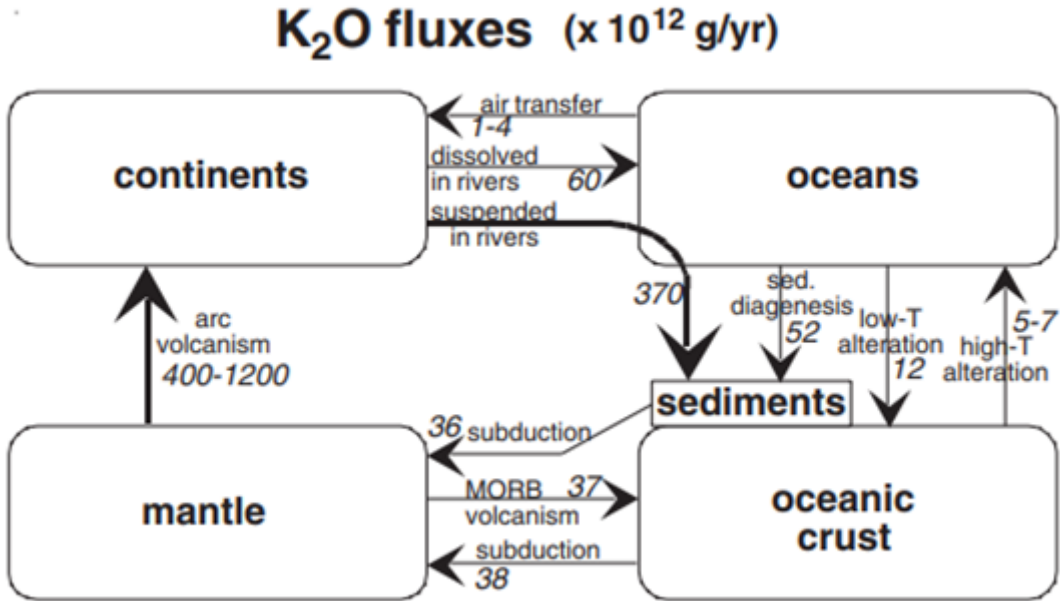 K₂O fluxes (x 10¹² g/yr)
air transfer
1-4
continents
oceans
dissolved
in rivers 60
suspended
in rivers
370
sed.
diagenesis
52
low-T
alteration
12
5-7
high-T
alteration
arc
volcanism
400-1200
sediments
36 subduction
mantle
MORB 37
volcanism
oceanic
crust
subduction
38